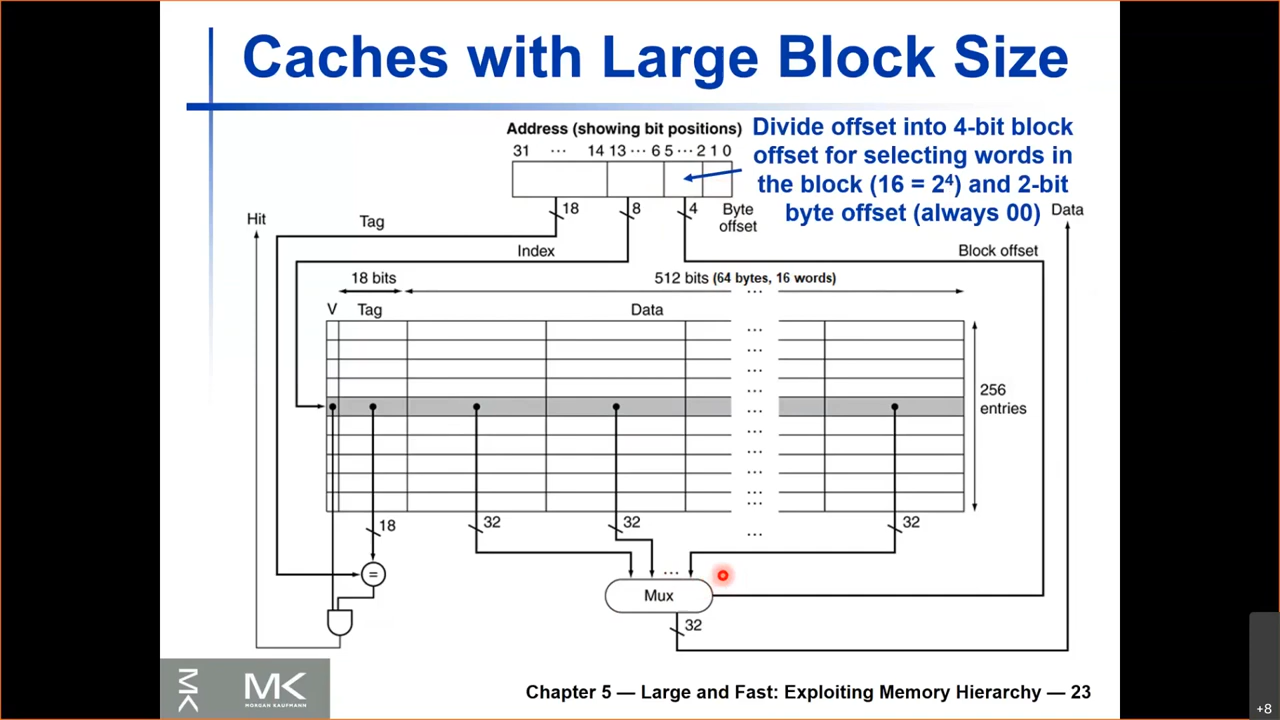 Caches with Large Block Size
Address (showing bit positions)
31 ... 14 13 ... 6 5 ... 2 1 0
Divide offset into 4-bit block
offset for selecting words in
the block (16 = 2⁴) and 2-bit
byte offset (always 00)
18
8
4
Byte
offset
Hit
Tag
Data
Index
Block offset
18 bits
512 bits (64 bytes, 16 words)
...
V
Tag
Data
...
...
...
...
...
...
...
...
...
...
256
entries
18
32
32
...
32
=
...
Mux
32
MK
MK
MORGAN KAUFMANN
Chapter 5 — Large and Fast: Exploiting Memory Hierarchy — 23
+8